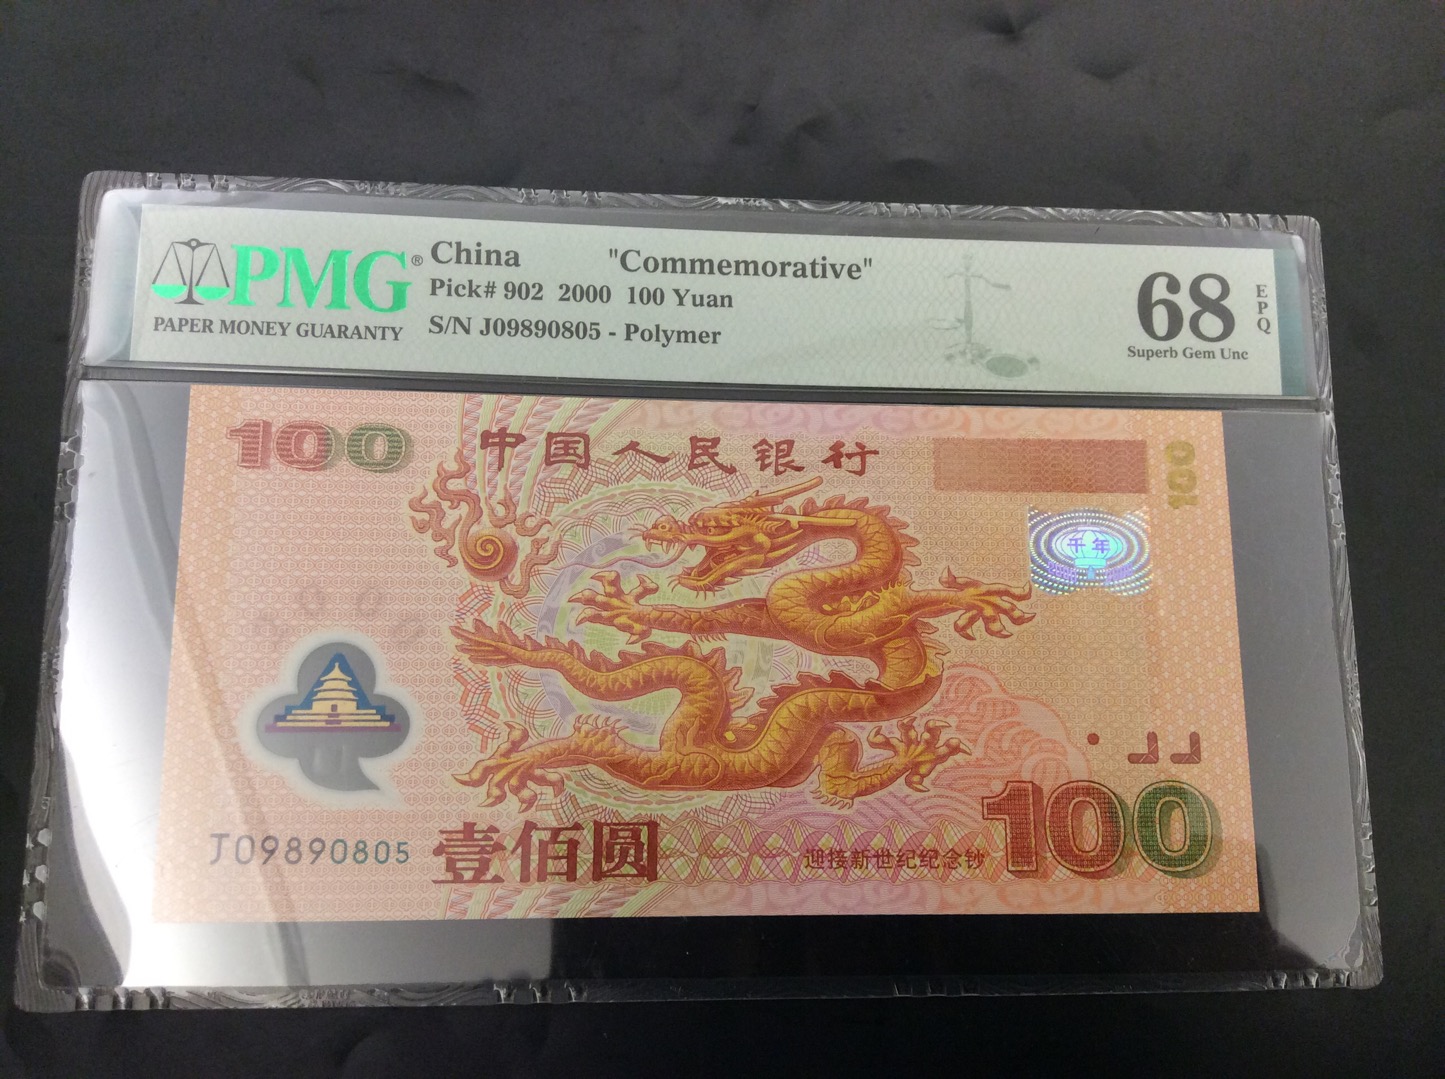 PMG®
PAPER MONEY GUARANTY
China "Commemorative"
Pick# 902 2000 100 Yuan
S/N J09890805 - Polymer
68
EPQ
Superb Gem Unc
100
中国人民银行
100
千年
J09890805
壹佰圆
迎接新世纪纪念钞
100